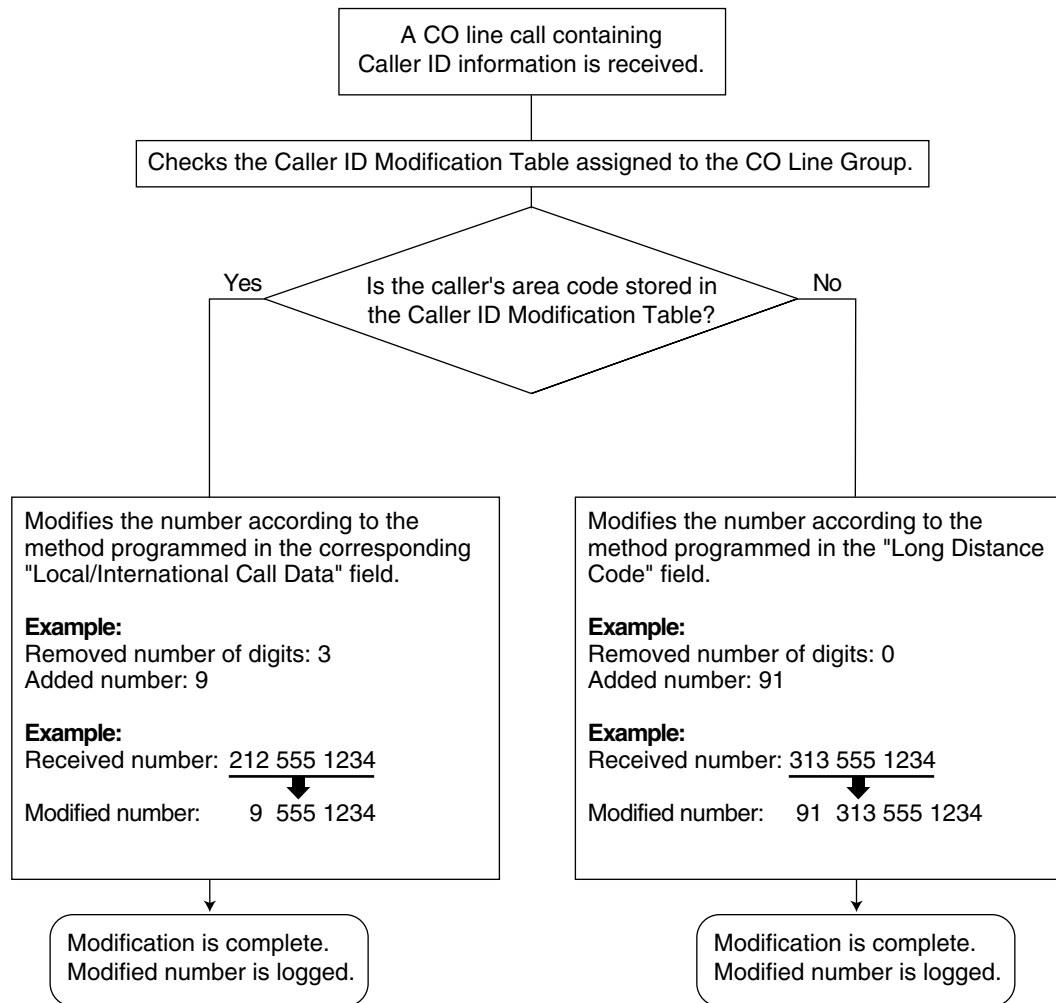 A CO line call containing
Caller ID information is received.
Checks the Caller ID Modification Table assigned to the CO Line Group.
Yes
Is the caller's area code stored in
the Caller ID Modification Table?
No
Modifies the number according to the
method programmed in the corresponding
"Local/International Call Data" field.
Example:
Removed number of digits: 3
Added number: 9
Example:
Received number: 212 555 1234
Modified number: 9 555 1234
Modification is complete.
Modified number is logged.
Modifies the number according to the
method programmed in the "Long Distance
Code" field.
Example:
Removed number of digits: 0
Added number: 91
Example:
Received number: 313 555 1234
Modified number: 91 313 555 1234
Modification is complete.
Modified number is logged.